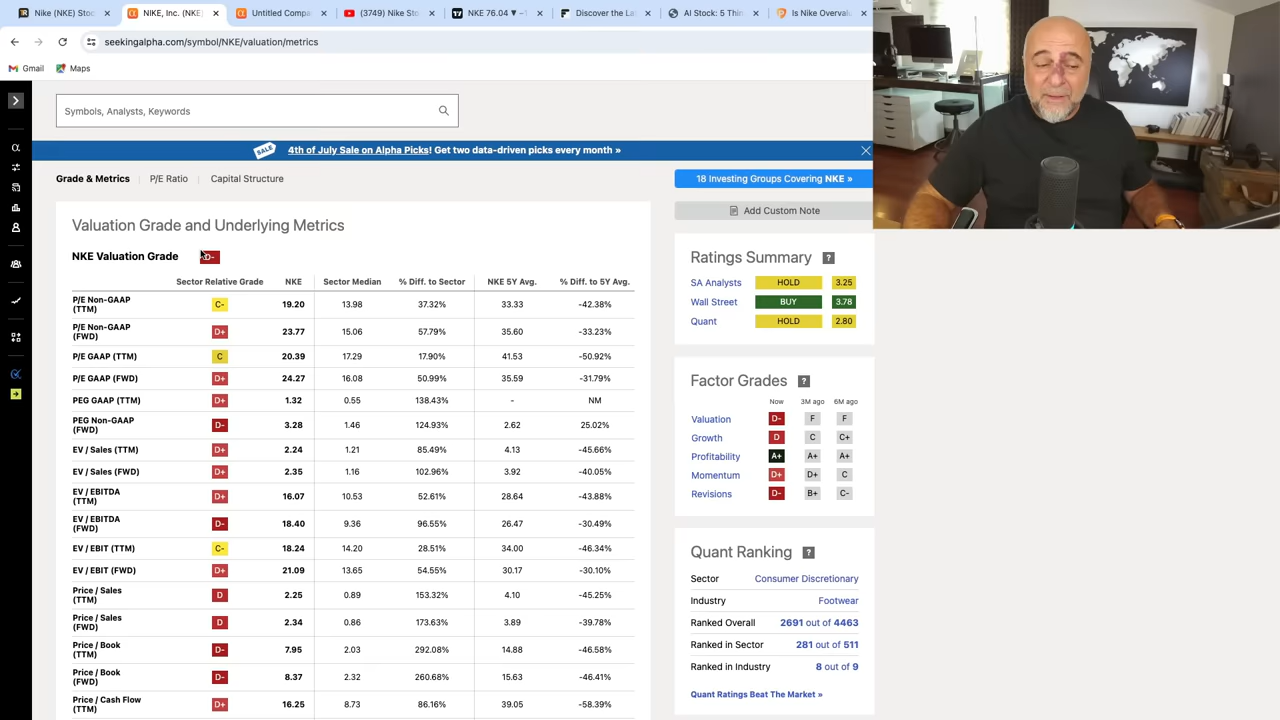 Nike (NKE) Stoc
NIKE, Inc. (NKE
Untitled Compa
(3749) Nike Sto
NKE 76.04 ▼ −1
Discover the La
AI Stock: 5 Thin
Is Nike Overvalu
seekingalpha.com/symbol/NKE/valuation/metrics
Gmail Maps
Symbols, Analysts, Keywords
SALE 4th of July Sale on Alpha Picks! Get two data-driven picks every month »
Grade & Metrics P/E Ratio Capital Structure
Valuation Grade and Underlying Metrics
NKE Valuation Grade D-
Sector Relative Grade NKE Sector Median % Diff. to Sector NKE 5Y Avg. % Diff. to 5Y Avg.
P/E Non-GAAP (TTM) C- 19.20 13.98 37.32% 33.33 -42.38%
P/E Non-GAAP (FWD) D+ 23.77 15.06 57.79% 35.60 -33.23%
P/E GAAP (TTM) C 20.39 17.29 17.90% 41.53 -50.92%
P/E GAAP (FWD) D+ 24.27 16.08 50.99% 35.59 -31.79%
PEG GAAP (TTM) D+ 1.32 0.55 138.43% - NM
PEG Non-GAAP (FWD) D- 3.28 1.46 124.93% 2.62 25.02%
EV / Sales (TTM) D+ 2.24 1.21 85.49% 4.13 -45.66%
EV / Sales (FWD) D+ 2.35 1.16 102.96% 3.92 -40.05%
EV / EBITDA (TTM) D+ 16.07 10.53 52.61% 28.64 -43.88%
EV / EBITDA (FWD) D- 18.40 9.36 96.55% 26.47 -30.49%
EV / EBIT (TTM) C- 18.24 14.20 28.51% 34.00 -46.34%
EV / EBIT (FWD) D+ 21.09 13.65 54.55% 30.17 -30.10%
Price / Sales (TTM) D 2.25 0.89 153.32% 4.10 -45.25%
Price / Sales (FWD) D 2.34 0.86 173.63% 3.89 -39.78%
Price / Book (TTM) D- 7.95 2.03 292.08% 14.88 -46.58%
Price / Book (FWD) D- 8.37 2.32 260.68% 15.63 -46.41%
Price / Cash Flow (TTM) D+ 16.25 8.73 86.16% 39.05 -58.39%
18 Investing Groups Covering NKE »
Add Custom Note
Ratings Summary ?
SA Analysts HOLD 3.25
Wall Street BUY 3.78
Quant HOLD 2.80
Factor Grades ?
Now 3M ago 6M ago
Valuation D- F F
Growth D C C+
Profitability A+ A+ A+
Momentum D+ D+ C
Revisions D- B+ C-
Quant Ranking ?
Sector Consumer Discretionary
Industry Footwear
Ranked Overall 2691 out of 4463
Ranked in Sector 281 out of 511
Ranked in Industry 8 out of 9
Quant Ratings Beat The Market »